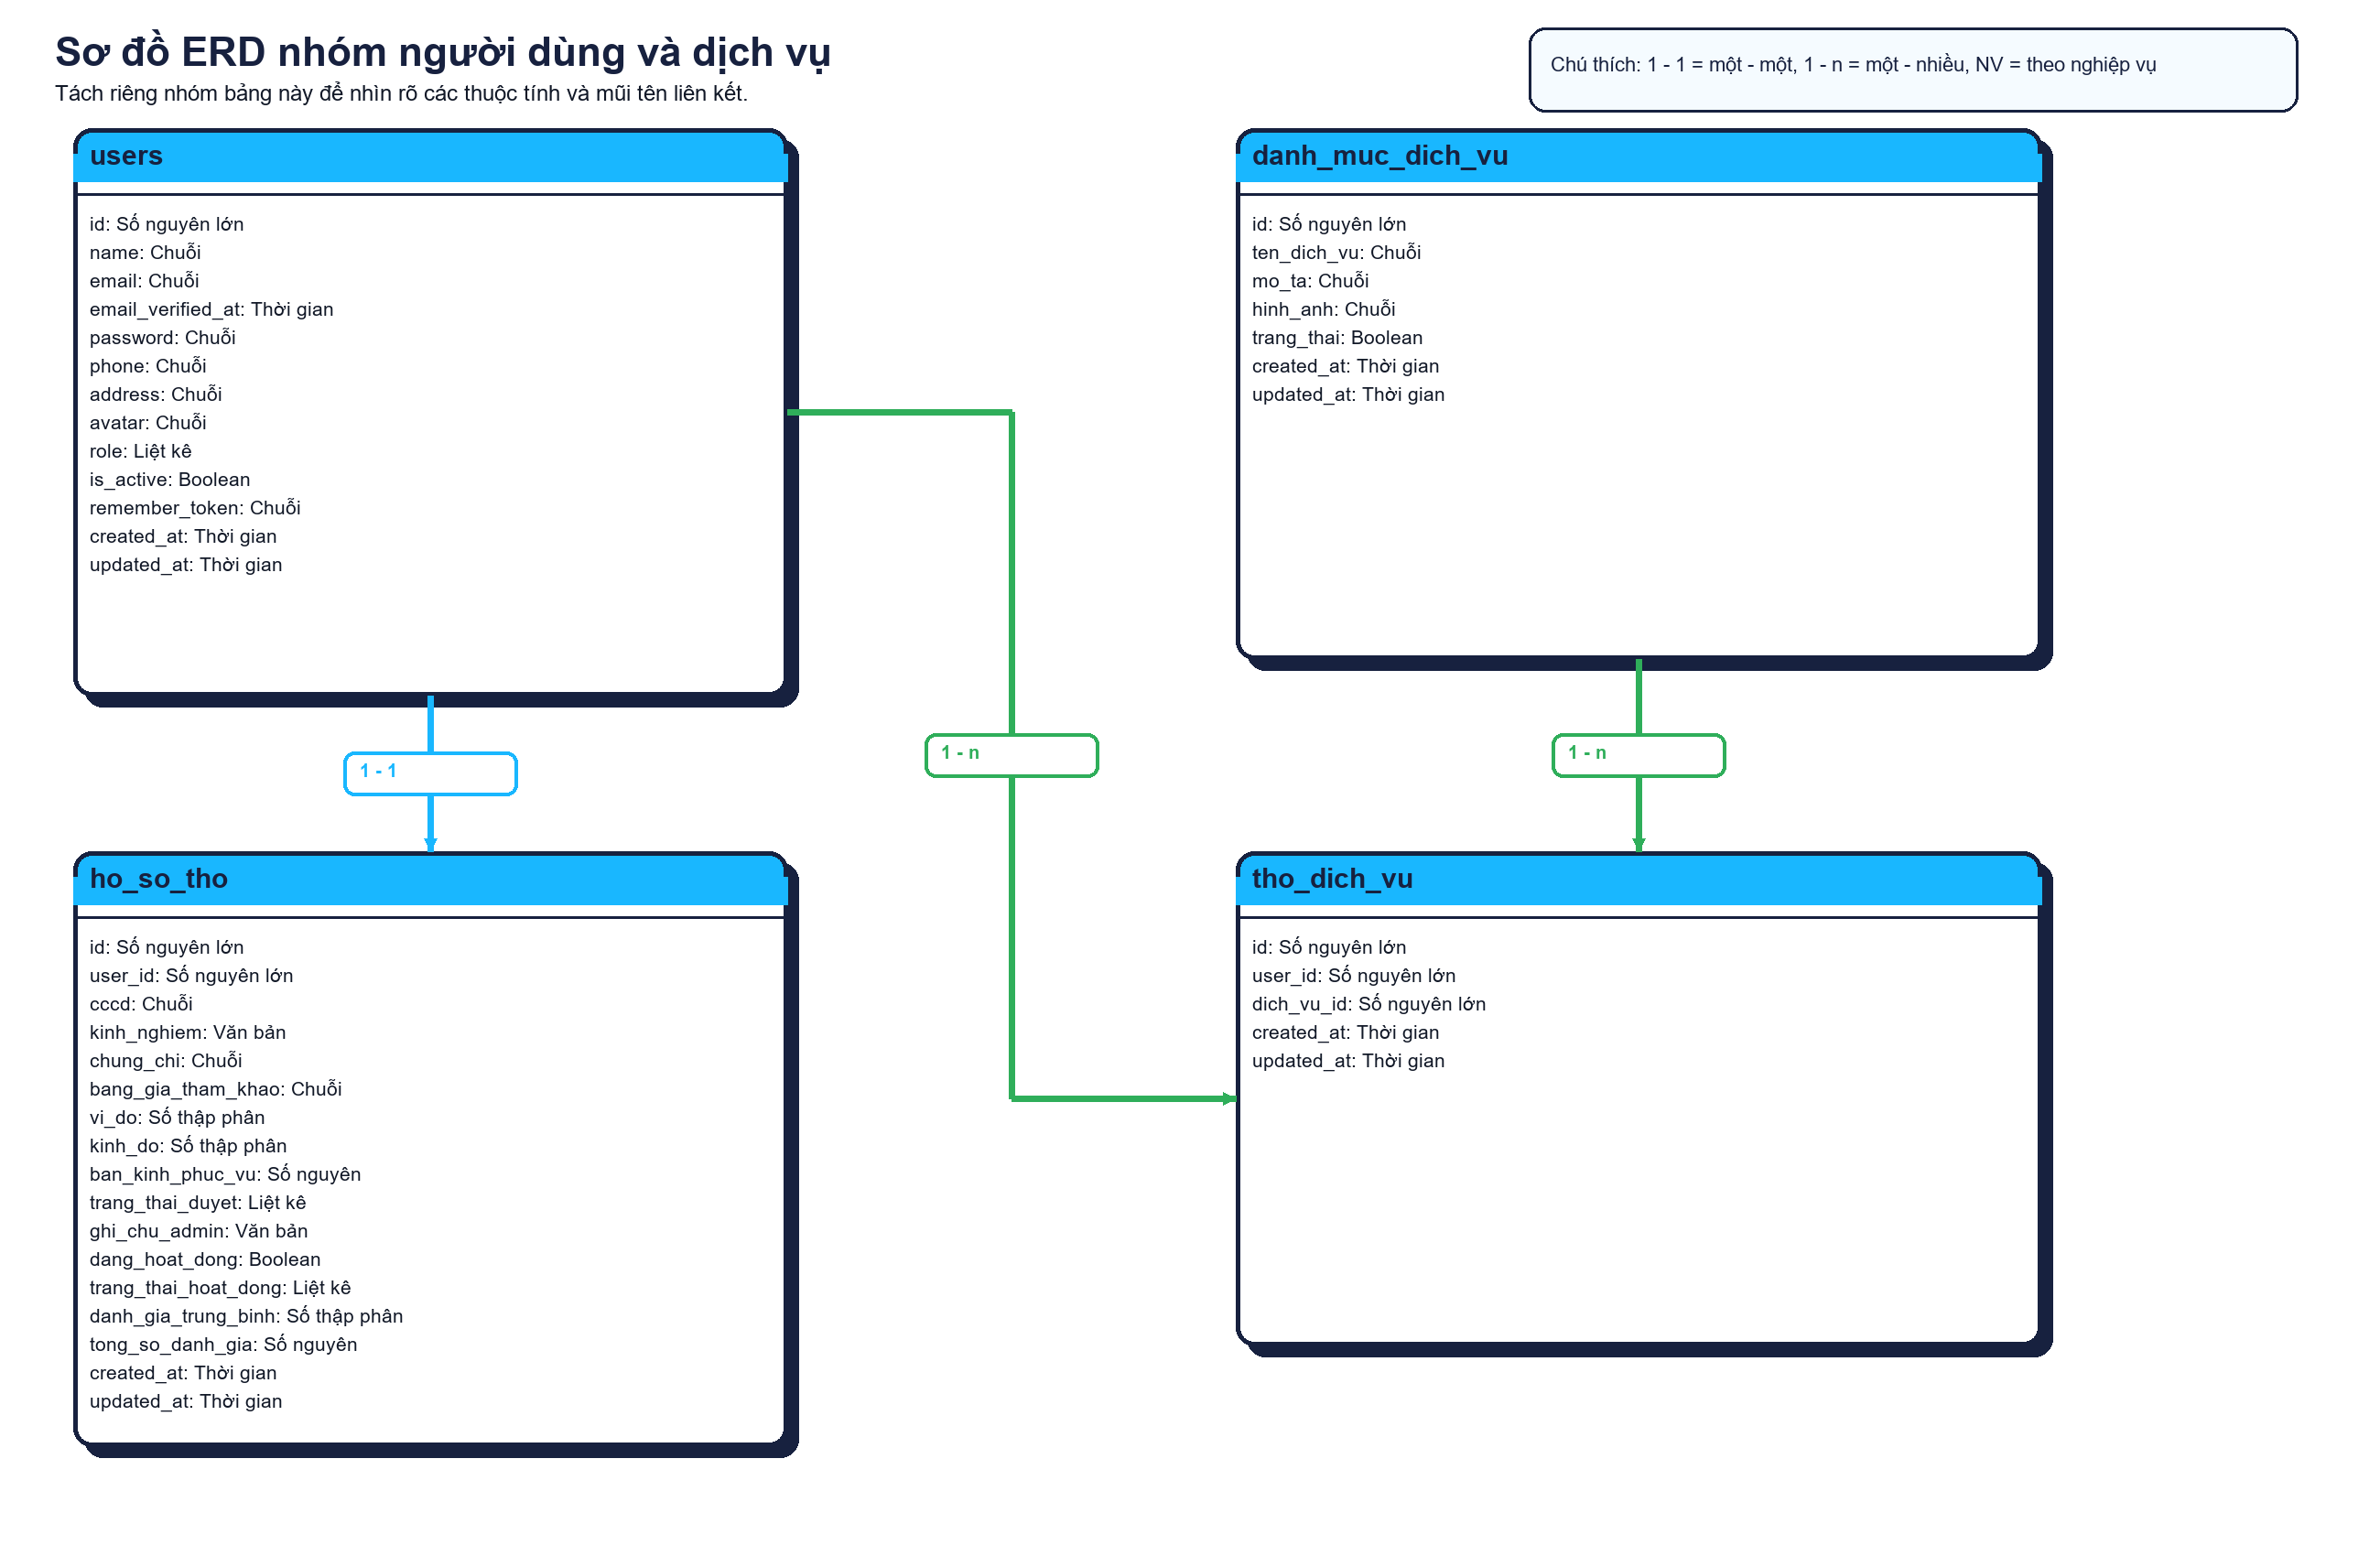 Sơ đồ ERD nhóm người dùng và dịch vụ
Tách riêng nhóm bảng này để nhìn rõ các thuộc tính và mũi tên liên kết.
Chú thích: 1 - 1 = một - một, 1 - n = một - nhiều, NV = theo nghiệp vụ
users
id: Số nguyên lớn
name: Chuỗi
email: Chuỗi
email_verified_at: Thời gian
password: Chuỗi
phone: Chuỗi
address: Chuỗi
avatar: Chuỗi
role: Liệt kê
is_active: Boolean
remember_token: Chuỗi
created_at: Thời gian
updated_at: Thời gian
danh_muc_dich_vu
id: Số nguyên lớn
ten_dich_vu: Chuỗi
mo_ta: Chuỗi
hinh_anh: Chuỗi
trang_thai: Boolean
created_at: Thời gian
updated_at: Thời gian
1 - 1
1 - n
1 - n
ho_so_tho
id: Số nguyên lớn
user_id: Số nguyên lớn
cccd: Chuỗi
kinh_nghiem: Văn bản
chung_chi: Chuỗi
bang_gia_tham_khao: Chuỗi
vi_do: Số thập phân
kinh_do: Số thập phân
ban_kinh_phuc_vu: Số nguyên
trang_thai_duyet: Liệt kê
ghi_chu_admin: Văn bản
dang_hoat_dong: Boolean
trang_thai_hoat_dong: Liệt kê
danh_gia_trung_binh: Số thập phân
tong_so_danh_gia: Số nguyên
created_at: Thời gian
updated_at: Thời gian
tho_dich_vu
id: Số nguyên lớn
user_id: Số nguyên lớn
dich_vu_id: Số nguyên lớn
created_at: Thời gian
updated_at: Thời gian